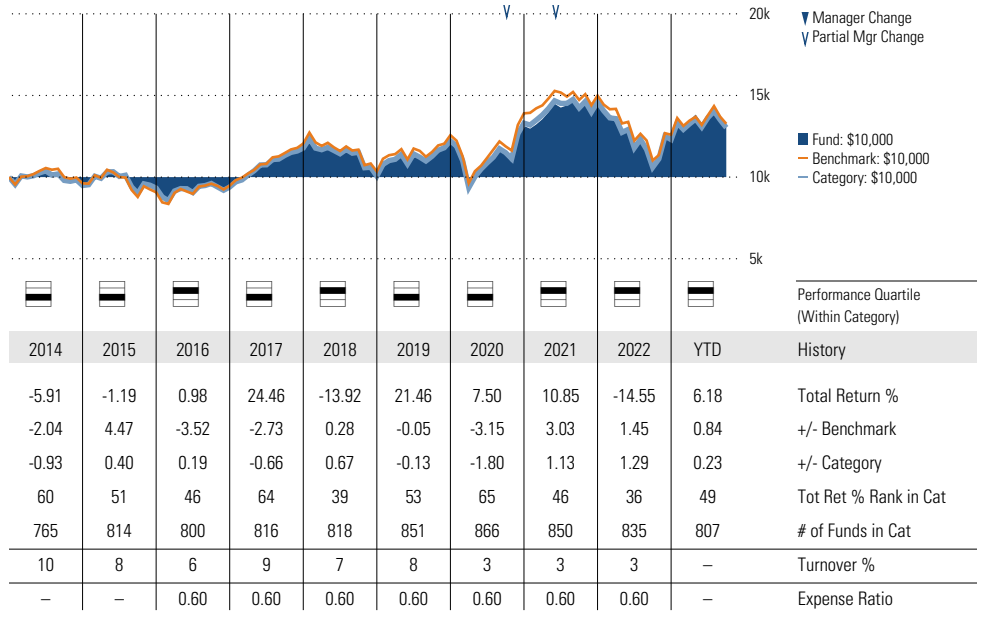 20k
Manager Change
Partial Mgr Change
15k
Fund: $10,000
Benchmark: $10,000
10k
Category: $10,000
5k
Performance Quartile
(Within Category)
2014 2015 2016 2017 2018 2019 2020 2021 2022 YTD History
-5.91 -1.19 0.98 24.46 -13.92 21.46 7.50 10.85 -14.55 6.18 Total Return %
-2.04 4.47 -3.52 -2.73 0.28 -0.05 -3.15 3.03 1.45 0.84 +/- Benchmark
-0.93 0.40 0.19 -0.66 0.67 -0.13 -1.80 1.13 1.29 0.23 +/- Category
60 51 46 64 39 53 65 46 36 49 Tot Ret % Rank in Cat
765 814 800 816 818 851 866 850 835 807 # of Funds in Cat
10 8 6 9 7 8 3 3 3 – Turnover %
– – 0.60 0.60 0.60 0.60 0.60 0.60 0.60 – Expense Ratio